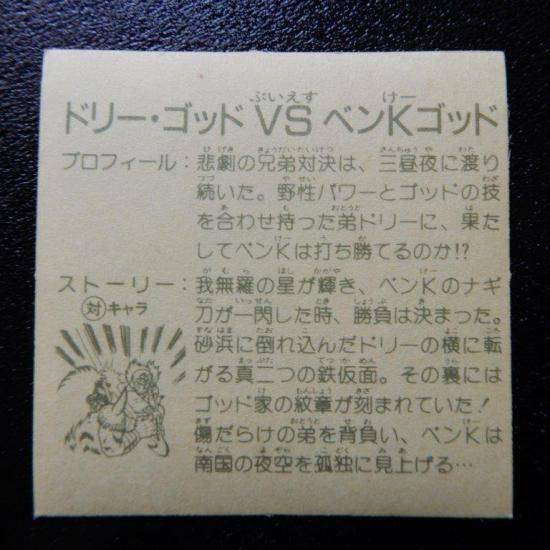 ドリー・ゴッド VS ベンKゴッド
プロフィール：悲劇の兄弟対決は、三昼夜に渡り
続いた。野性パワーとゴッドの技
を合わせ持った弟ドリーに、果た
してベンKは打ち勝てるのか!?
ストーリー：我無羅の星が輝き、ベンKのナギ
対キャラ
刀が一閃した時、勝負は決まった。
砂浜に倒れ込んだドリーの横に転
がる真二つの鉄仮面。その裏には
ゴッド家の紋章が刻まれていた！
傷だらけの弟を背負い、ベンKは
南国の夜空を孤独に見上げる…